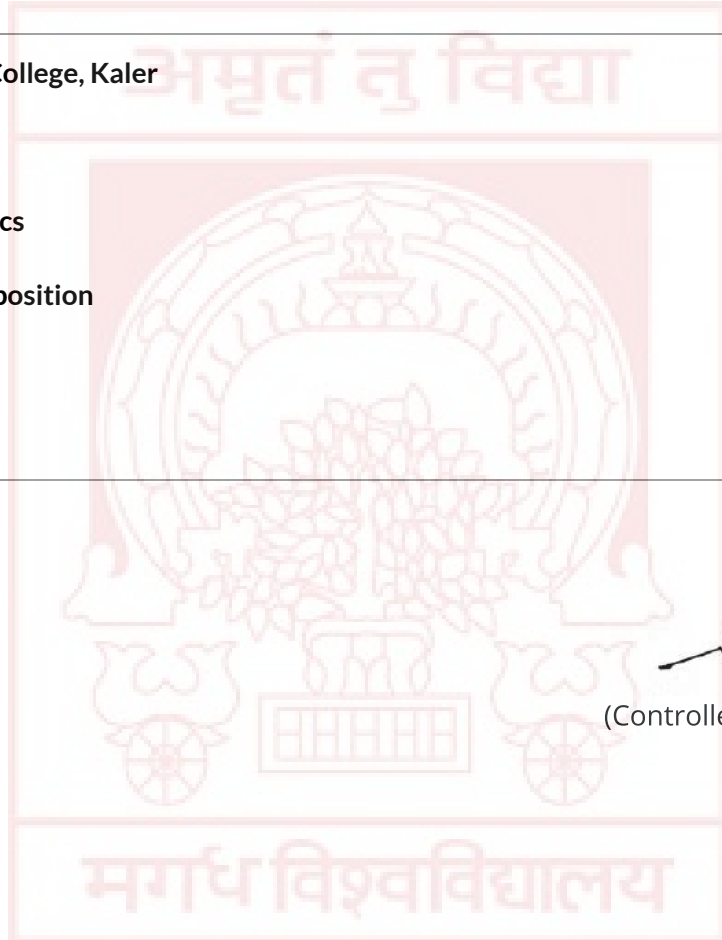 अमृतं तु विद्या
College, Kaler
cs
position
(Controlle
मगध विश्वविद्यालय